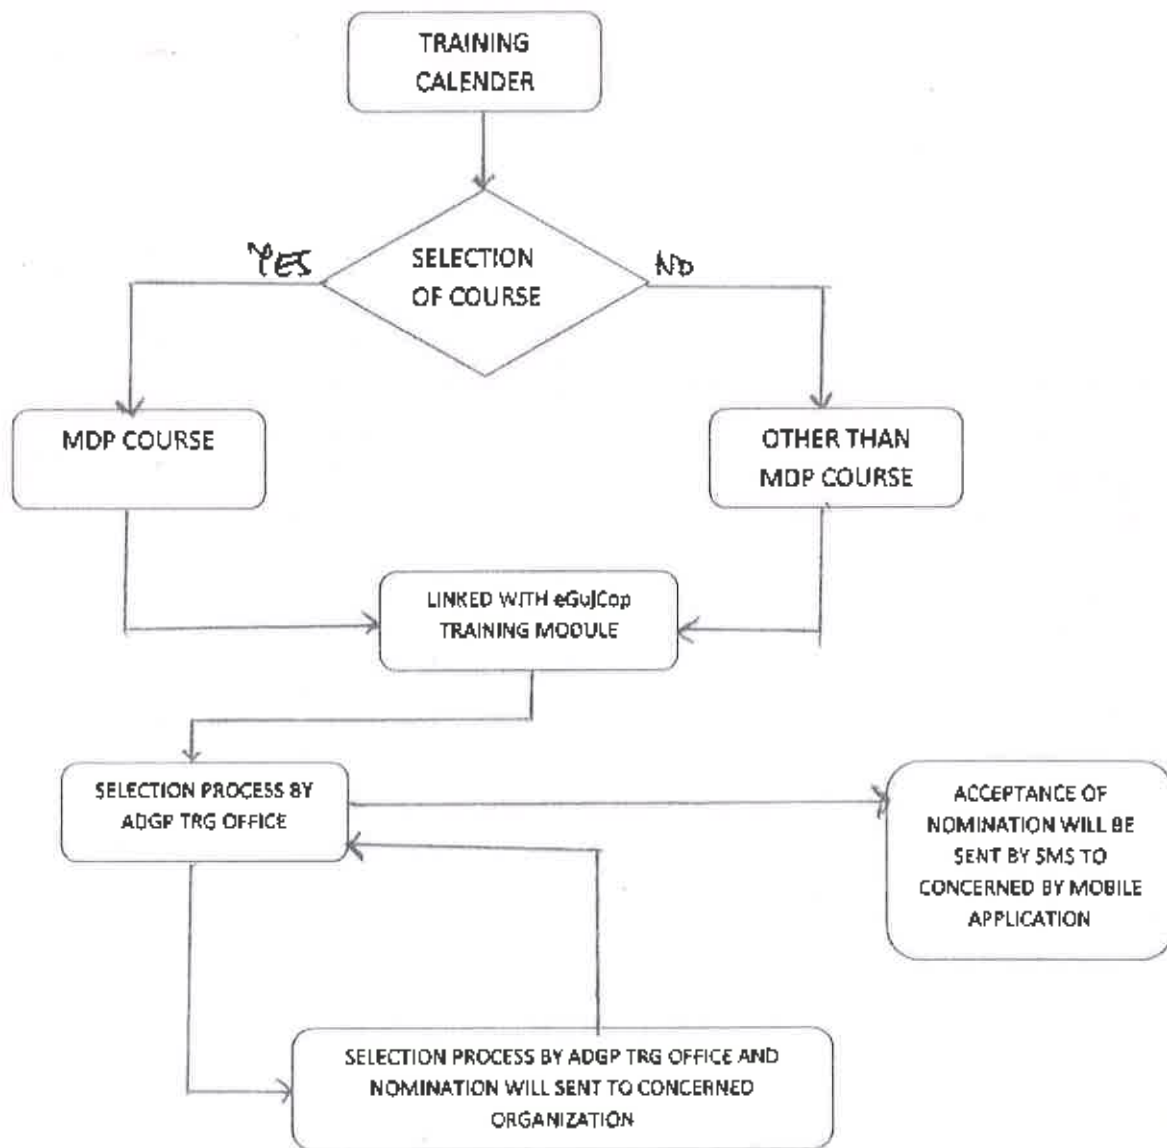 TRAINING
CALENDER
SELECTION
OF COURSE
YES
NO
MDP COURSE
OTHER THAN
MDP COURSE
LINKED WITH eGujCop
TRAINING MODULE
SELECTION PROCESS BY
ADGP TRG OFFICE
ACCEPTANCE OF
NOMINATION WILL BE
SENT BY SMS TO
CONCERNED BY MOBILE
APPLICATION
SELECTION PROCESS BY ADGP TRG OFFICE AND
NOMINATION WILL SENT TO CONCERNED
ORGANIZATION